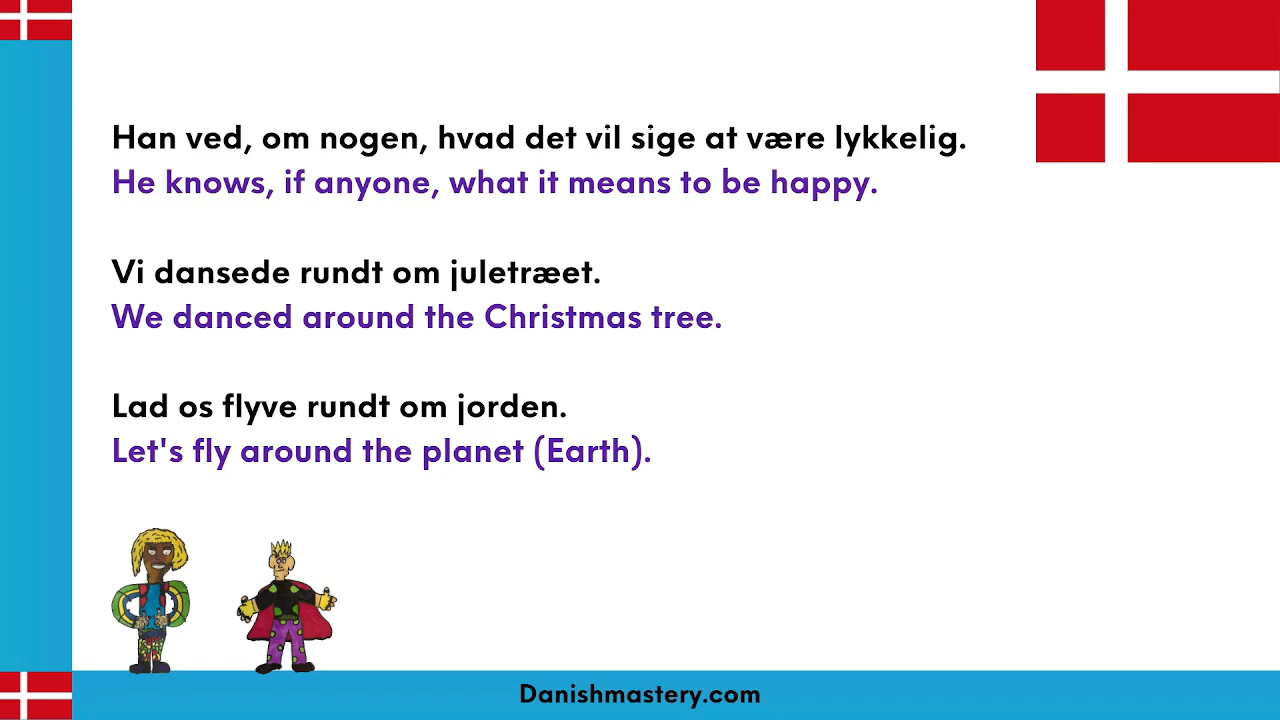 Han ved, om nogen, hvad det vil sige at være lykkelig.
He knows, if anyone, what it means to be happy.
Vi dansede rundt om juletræet.
We danced around the Christmas tree.
Lad os flyve rundt om jorden.
Let's fly around the planet (Earth).
Danishmastery.com